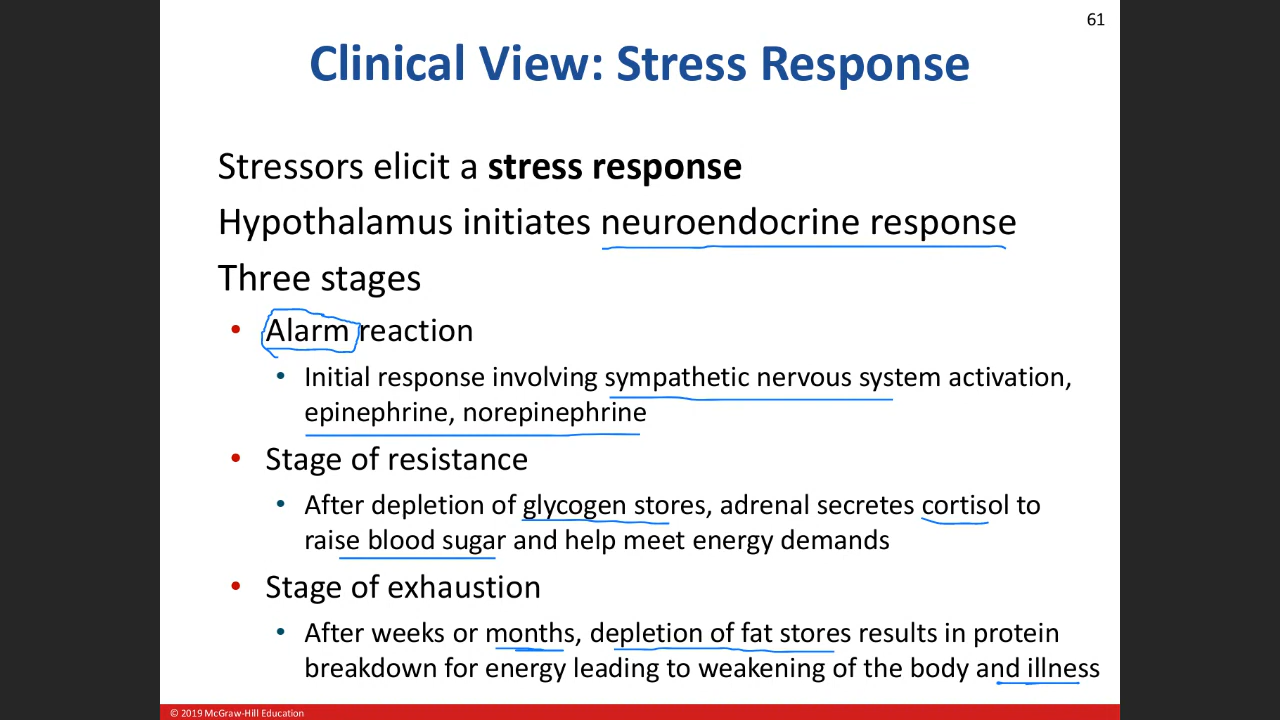 61
Clinical View: Stress Response
Stressors elicit a stress response
Hypothalamus initiates neuroendocrine response
Three stages
• Alarm reaction
• Initial response involving sympathetic nervous system activation,
epinephrine, norepinephrine
• Stage of resistance
• After depletion of glycogen stores, adrenal secretes cortisol to
raise blood sugar and help meet energy demands
• Stage of exhaustion
• After weeks or months, depletion of fat stores results in protein
breakdown for energy leading to weakening of the body and illness
© 2019 McGraw-Hill Education